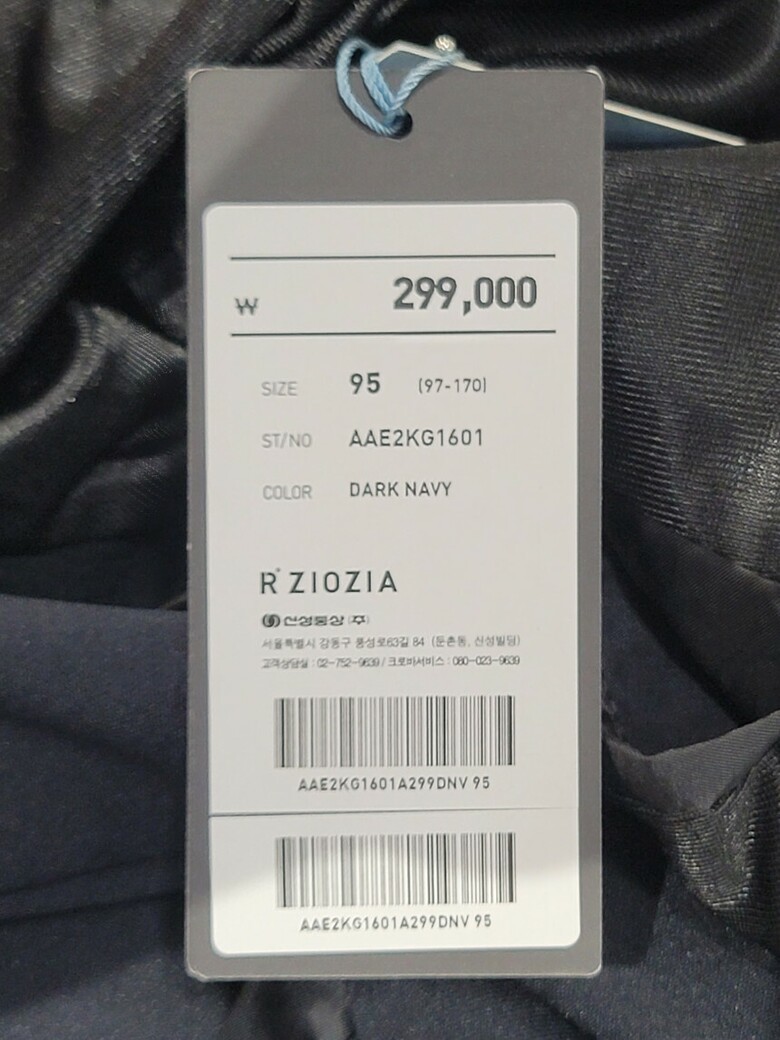 ₩ 299,000
SIZE 95 (97-170)
ST/NO AAE2KG1601
COLOR DARK NAVY
R° ZIOZIA
신성통상 (주)
서울특별시 강동구 풍성로63길 84 (둔촌동, 신성빌딩)
고객상담실 : 02-752-9639 / 크로바서비스 : 080-023-9639
AAE2KG1601A299DNV 95
AAE2KG1601A299DNV 95